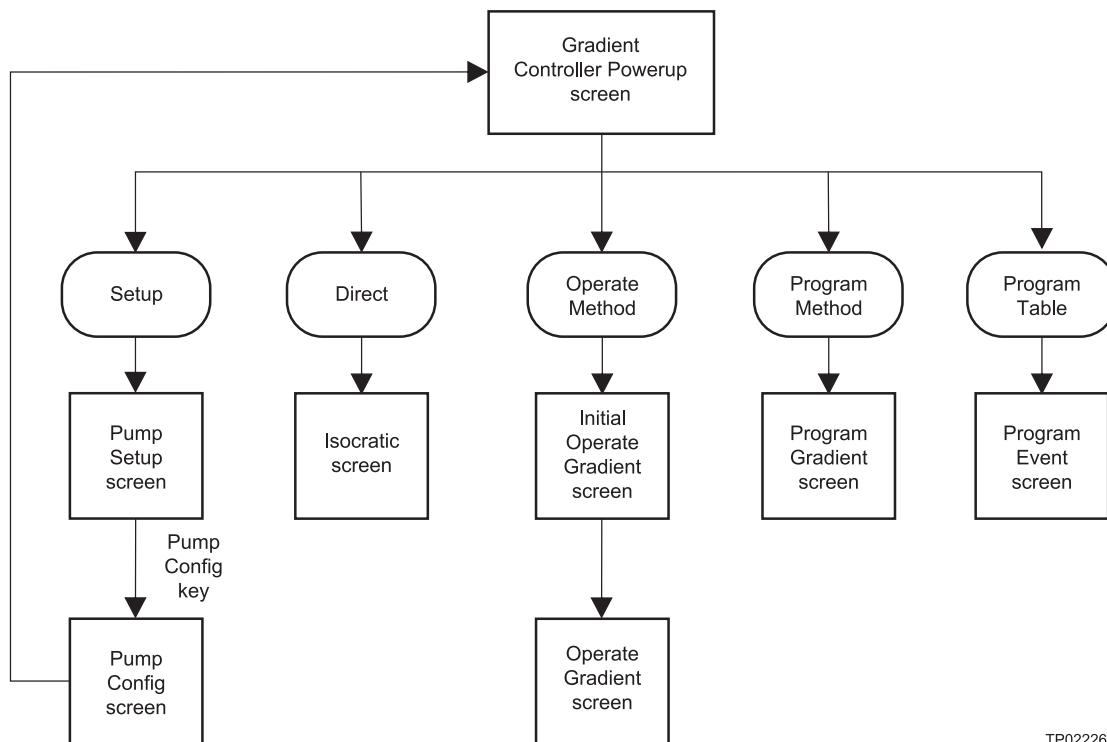 Gradient
Controller Powerup
screen
Setup
Direct
Operate
Method
Program
Method
Program
Table
Pump
Setup
screen
Isocratic
screen
Initial
Operate
Gradient
screen
Program
Gradient
screen
Program
Event
screen
Pump
Config
key
Pump
Config
screen
Operate
Gradient
screen
TP02226